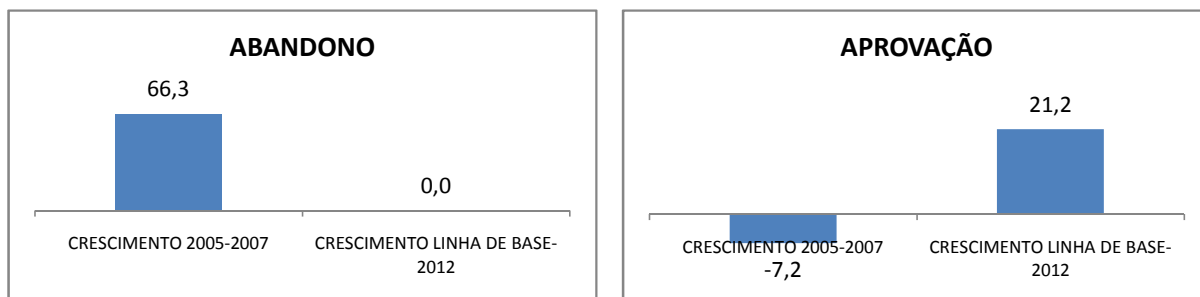 ABANDONO
66,3
0,0
CRESCIMENTO 2005-2007
CRESCIMENTO LINHA DE BASE-
2012
APROVAÇÃO
21,2
CRESCIMENTO 2005-2007
-7,2
CRESCIMENTO LINHA DE BASE-
2012